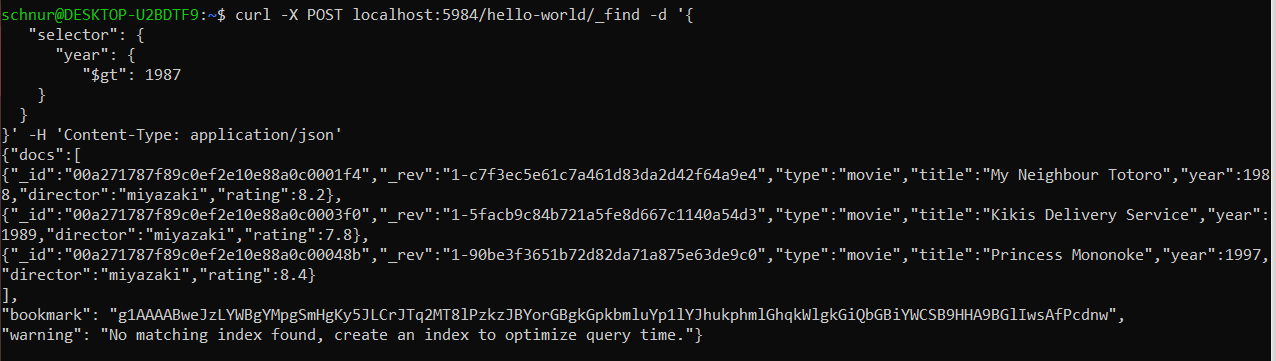 schnur@DESKTOP-U2BDTF9:~$ curl -X POST localhost:5984/hello-world/_find -d '{
   "selector": {
      "year": {
         "$gt": 1987
    }
  }
}' -H 'Content-Type: application/json'
{"docs":[
{"_id":"00a271787f89c0ef2e10e88a0c0001f4","_rev":"1-c7f3ec5e61c7a461d83da2d42f64a9e4","type":"movie","title":"My Neighbour Totoro","year":198
8,"director":"miyazaki","rating":8.2},
{"_id":"00a271787f89c0ef2e10e88a0c0003f0","_rev":"1-5facb9c84b721a5fe8d667c1140a54d3","type":"movie","title":"Kikis Delivery Service","year":
1989,"director":"miyazaki","rating":7.8},
{"_id":"00a271787f89c0ef2e10e88a0c00048b","_rev":"1-90be3f3651b72d82da71a875e63de9c0","type":"movie","title":"Princess Mononoke","year":1997,
"director":"miyazaki","rating":8.4}
],
"bookmark": "g1AAAABweJzLYWBgYMpgSmHgKy5JLCrJTq2MT8lPzkzJBYorGBgkGpkbmluYp1lYJhukphmlGhqkWlgkGiQbGBiYWCSB9HHA9BGlIwsAfPcdnw",
"warning": "No matching index found, create an index to optimize query time."}